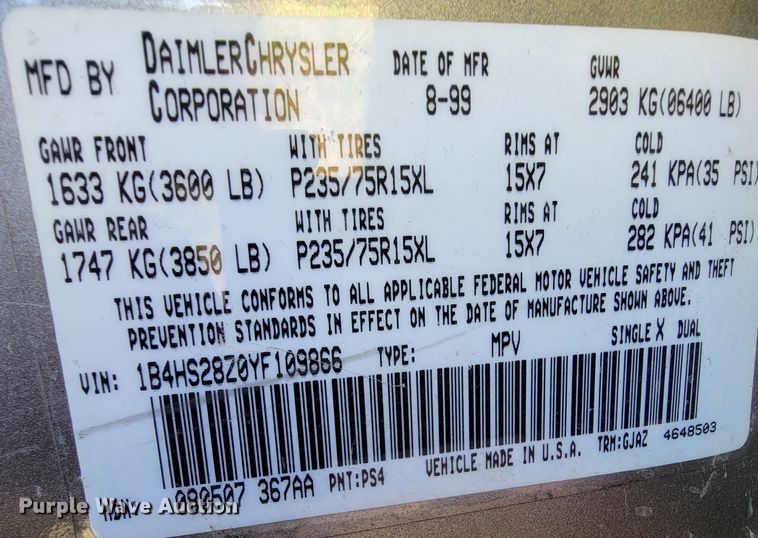 MFD BY DAIMLERCHRYSLER CORPORATION
DATE OF MFR 8-99
GVWR 2903 KG(06400 LB)
GAWR FRONT WITH TIRES RIMS AT COLD
1633 KG(3600 LB) P235/75R15XL 15X7 241 KPA(35 PSI)
GAWR REAR WITH TIRES RIMS AT COLD
1747 KG(3850 LB) P235/75R15XL 15X7 282 KPA(41 PSI)
THIS VEHICLE CONFORMS TO ALL APPLICABLE FEDERAL MOTOR VEHICLE SAFETY AND THEFT
PREVENTION STANDARDS IN EFFECT ON THE DATE OF MANUFACTURE SHOWN ABOVE.
VIN: 1B4HS28Z0YF109866 TYPE: MPV SINGLE X DUAL
MDH: 080507 367AA PNT:PS4 VEHICLE MADE IN U.S.A. TRM:GJAZ 4648503
Purple Wave Auction